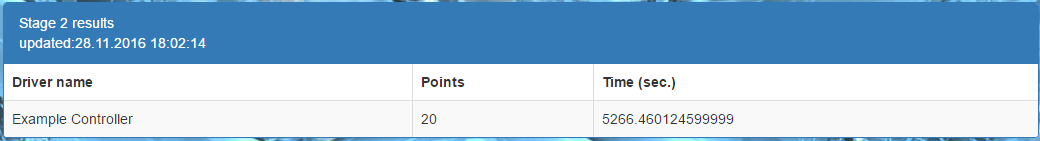 Stage 2 results
updated:28.11.2016 18:02:14
Driver name Points Time (sec.)
Example Controller 20 5266.460124599999